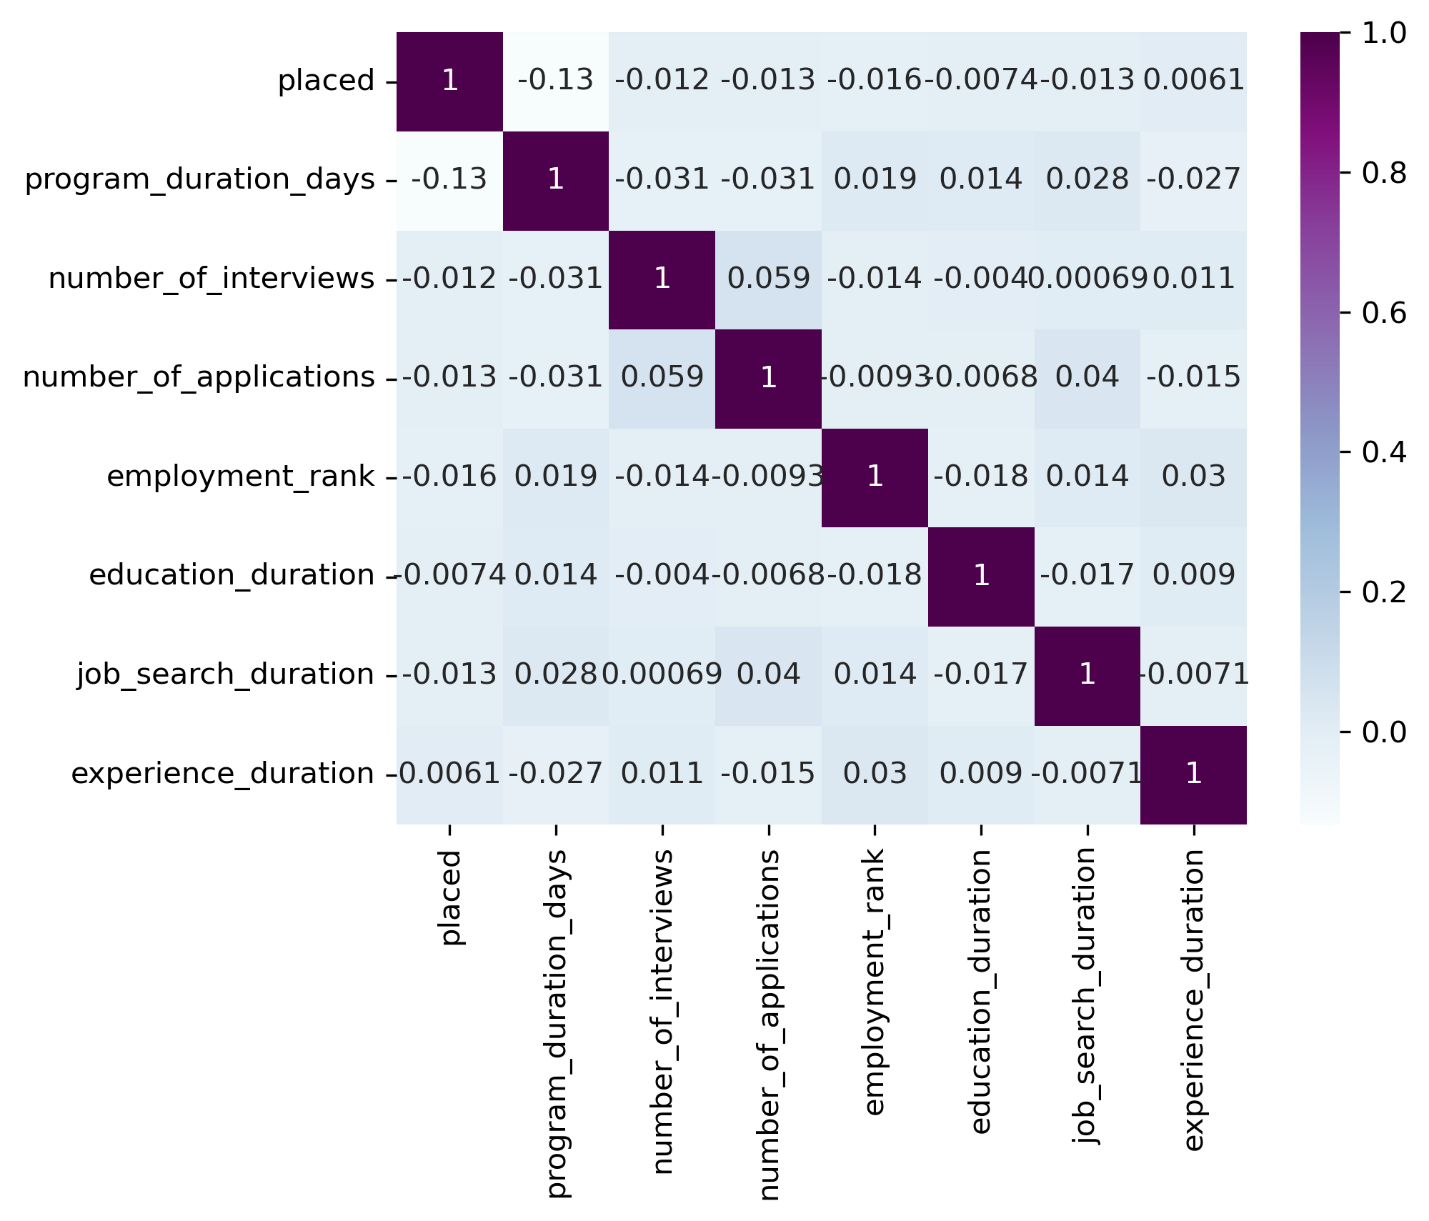 placed 1 -0.13 -0.012 -0.013 -0.016 -0.0074 -0.013 0.0061
program_duration_days -0.13 1 -0.031 -0.031 0.019 0.014 0.028 -0.027
number_of_interviews -0.012 -0.031 1 0.059 -0.014 -0.004 0.00069 0.011
number_of_applications -0.013 -0.031 0.059 1 -0.0093 -0.0068 0.04 -0.015
employment_rank -0.016 0.019 -0.014 -0.0093 1 -0.018 0.014 0.03
education_duration -0.0074 0.014 -0.004 -0.0068 -0.018 1 -0.017 0.009
job_search_duration -0.013 0.028 0.00069 0.04 0.014 -0.017 1 -0.0071
experience_duration 0.0061 -0.027 0.011 -0.015 0.03 0.009 -0.0071 1
placed
program_duration_days
number_of_interviews
number_of_applications
employment_rank
education_duration
job_search_duration
experience_duration
1.0
0.8
0.6
0.4
0.2
0.0